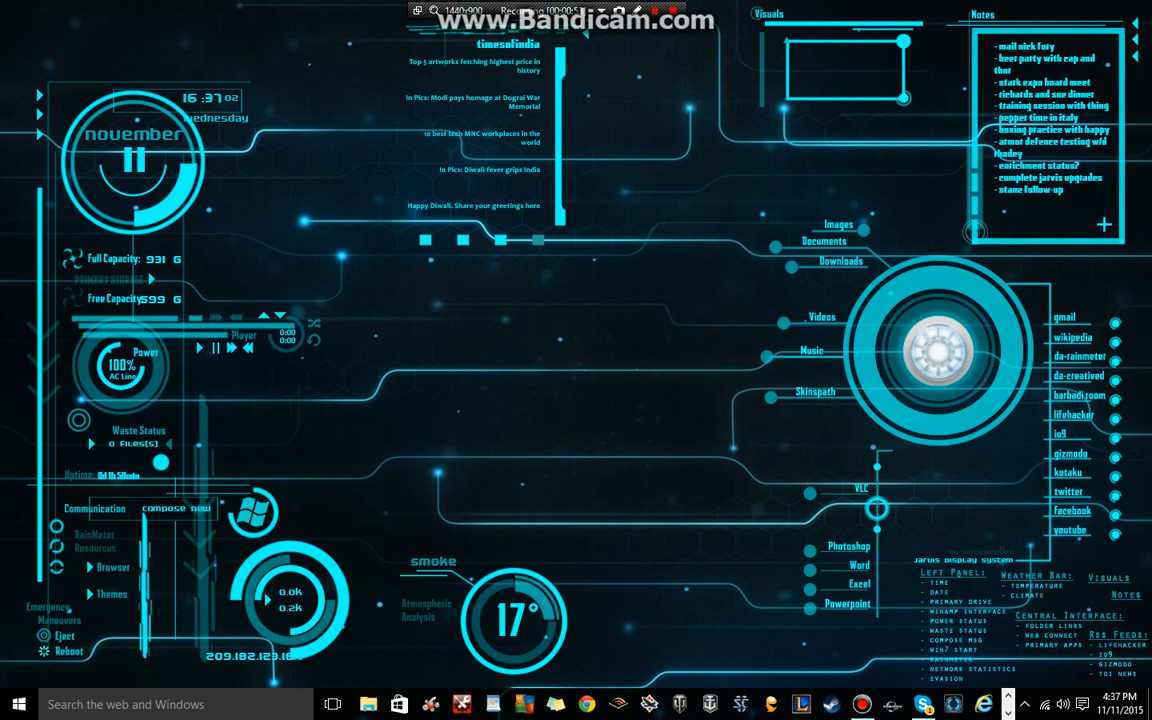 www.Bandicam.com
1440x900
Recording
16 :37 02
wednesday
november
11
Full Capacity: 931 G
PRIMARY STORAGE
Free Capacity: 599 G
Player
0:00
0:00
Power
100%
AC Line
Waste Status
0 Files(s)
Uptime: 0d 1h 50min
Communication
compose new
RainMeter
Resources
Browser
Themes
Emergency
Maneuvers
Eject
Reboot
0.0k
0.2k
timesofindia
Top 5 artworks fetching highest price in
history
In Pics: Modi pays homage at Dogral War
Memorial
10 best tech MNC workplaces in the
world
In Pics: Diwali fever grips India
Happy Diwali. Share your greetings here
smoke
Atmospheric
Analysis
17°
Visuals
Notes
- mail nick fury
- beer party with cap and
thor
- stark expo board meet
- richards and sue dinner
- training session with thing
- pepper time in italy
- boxing practice with happy
- armor defence testing w/d
rhodey
- enrichment status?
- complete jarvis upgrades
- stane follow-up
Images
Documents
Downloads
Videos
Music
Skinspath
VLC
Photoshop
Word
Excel
Powerpoint
gmail
wikipedia
da-rainmeter
da-creatived
barbadi.room
lifehacker
io9
gizmodo
kotaku
twitter
Facebook
youtube
Jarvis display system
Left Panel:
- TIME
- DATE
- PRIMARY DRIVE
- WINAMP INTERFACE
- POWER STATUS
- WASTE STATUS
- COMPOSE MSG
- WIN7 START
- RAINMETER
- NETWORK STATISTICS
- EVASION
Weather Bar:
- TEMPERATURE
- CLIMATE
Visuals
Notes
Central Interface:
- FOLDER LINKS
- WEB CONNECT
- PRIMARY APPS
Rss Feeds:
- LIFEHACKER
- IO9
- GIZMODO
- TOI NEWS
Search the web and Windows
4:37 PM
11/11/2015